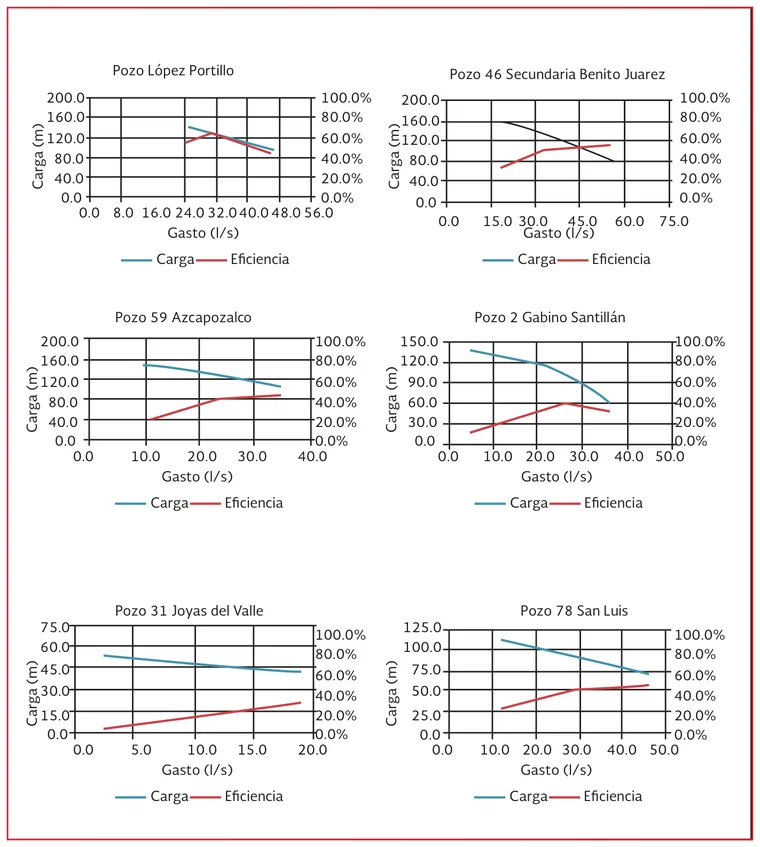 Pozo López Portillo
200.0
160.0
120.0
80.0
40.0
0.0
Carga (m)
100.0%
80.0%
60.0%
40.0%
20.0%
0.0%
0.0 8.0 16.0 24.0 32.0 40.0 48.0 56.0
Gasto (l/s)
Carga Eficiencia
Pozo 46 Secundaria Benito Juarez
200.0
160.0
120.0
80.0
40.0
0.0
Carga (m)
100.0%
80.0%
60.0%
40.0%
20.0%
0.0%
0.0 15.0 30.0 45.0 60.0 75.0
Gasto (l/s)
Carga Eficiencia
Pozo 59 Azcapozalco
200.0
160.0
120.0
80.0
40.0
0.0
Carga (m)
100.0%
80.0%
60.0%
40.0%
20.0%
0.0%
0.0 10.0 20.0 30.0 40.0
Gasto (l/s)
Carga Eficiencia
Pozo 2 Gabino Santillán
150.0
120.0
90.0
60.0
30.0
0.0
Carga (m)
100.0%
80.0%
60.0%
40.0%
20.0%
0.0%
0.0 10.0 20.0 30.0 40.0 50.0
Gasto (l/s)
Carga Eficiencia
Pozo 31 Joyas del Valle
75.0
60.0
45.0
30.0
15.0
0.0
Carga (m)
100.0%
80.0%
60.0%
40.0%
20.0%
0.0%
0.0 5.0 10.0 15.0 20.0
Gasto (l/s)
Carga Eficiencia
Pozo 78 San Luis
125.0
100.0
75.0
50.0
25.0
0.0
Carga (m)
100.0%
80.0%
60.0%
40.0%
20.0%
0.0%
0.0 10.0 20.0 30.0 40.0 50.0
Gasto (l/s)
Carga Eficiencia